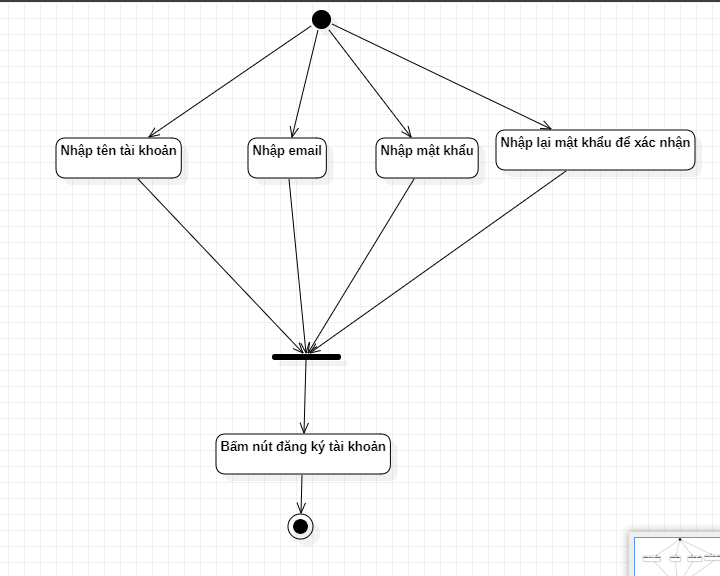 Nhập tên tài khoản
Nhập email
Nhập mật khẩu
Nhập lại mật khẩu để xác nhận
Bấm nút đăng ký tài khoản